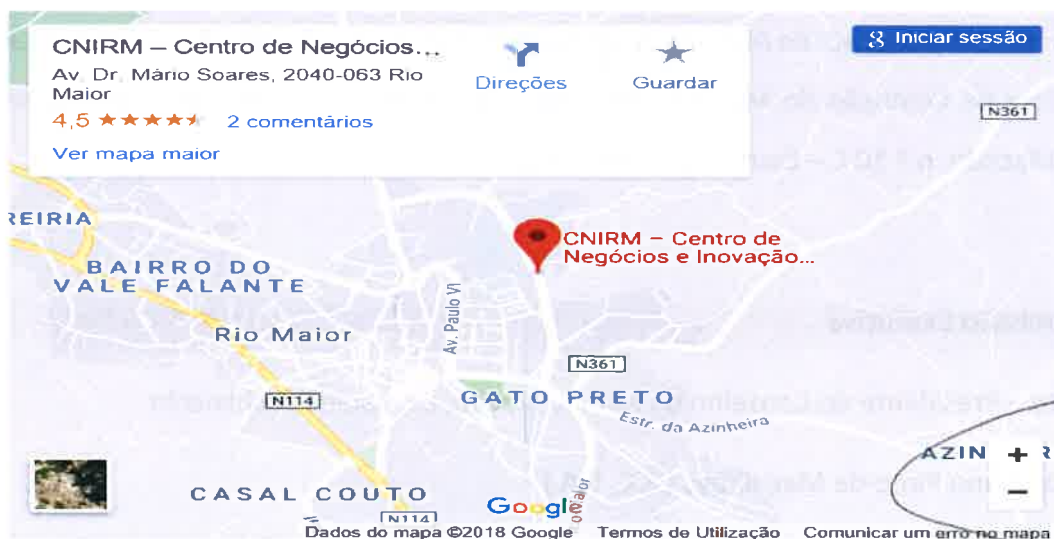 CNIRM – Centro de Negócios...
Av. Dr. Mário Soares, 2040-063 Rio
Maior
4,5
2 comentários
Ver mapa maior
Direções
Guardar
Iniciar sessão
N361
REIRIA
BAIRRO DO
VALE FALANTE
CNIRM – Centro de
Negócios e Inovação...
Av. Paulo VI
Rio Maior
N361
N114
GATO PRETO
Estr. da Azinheira
AZIN
+
−
CASAL COUTO
N114
Google
Dados do mapa ©2018 Google Termos de Utilização Comunicar um erro no mapa